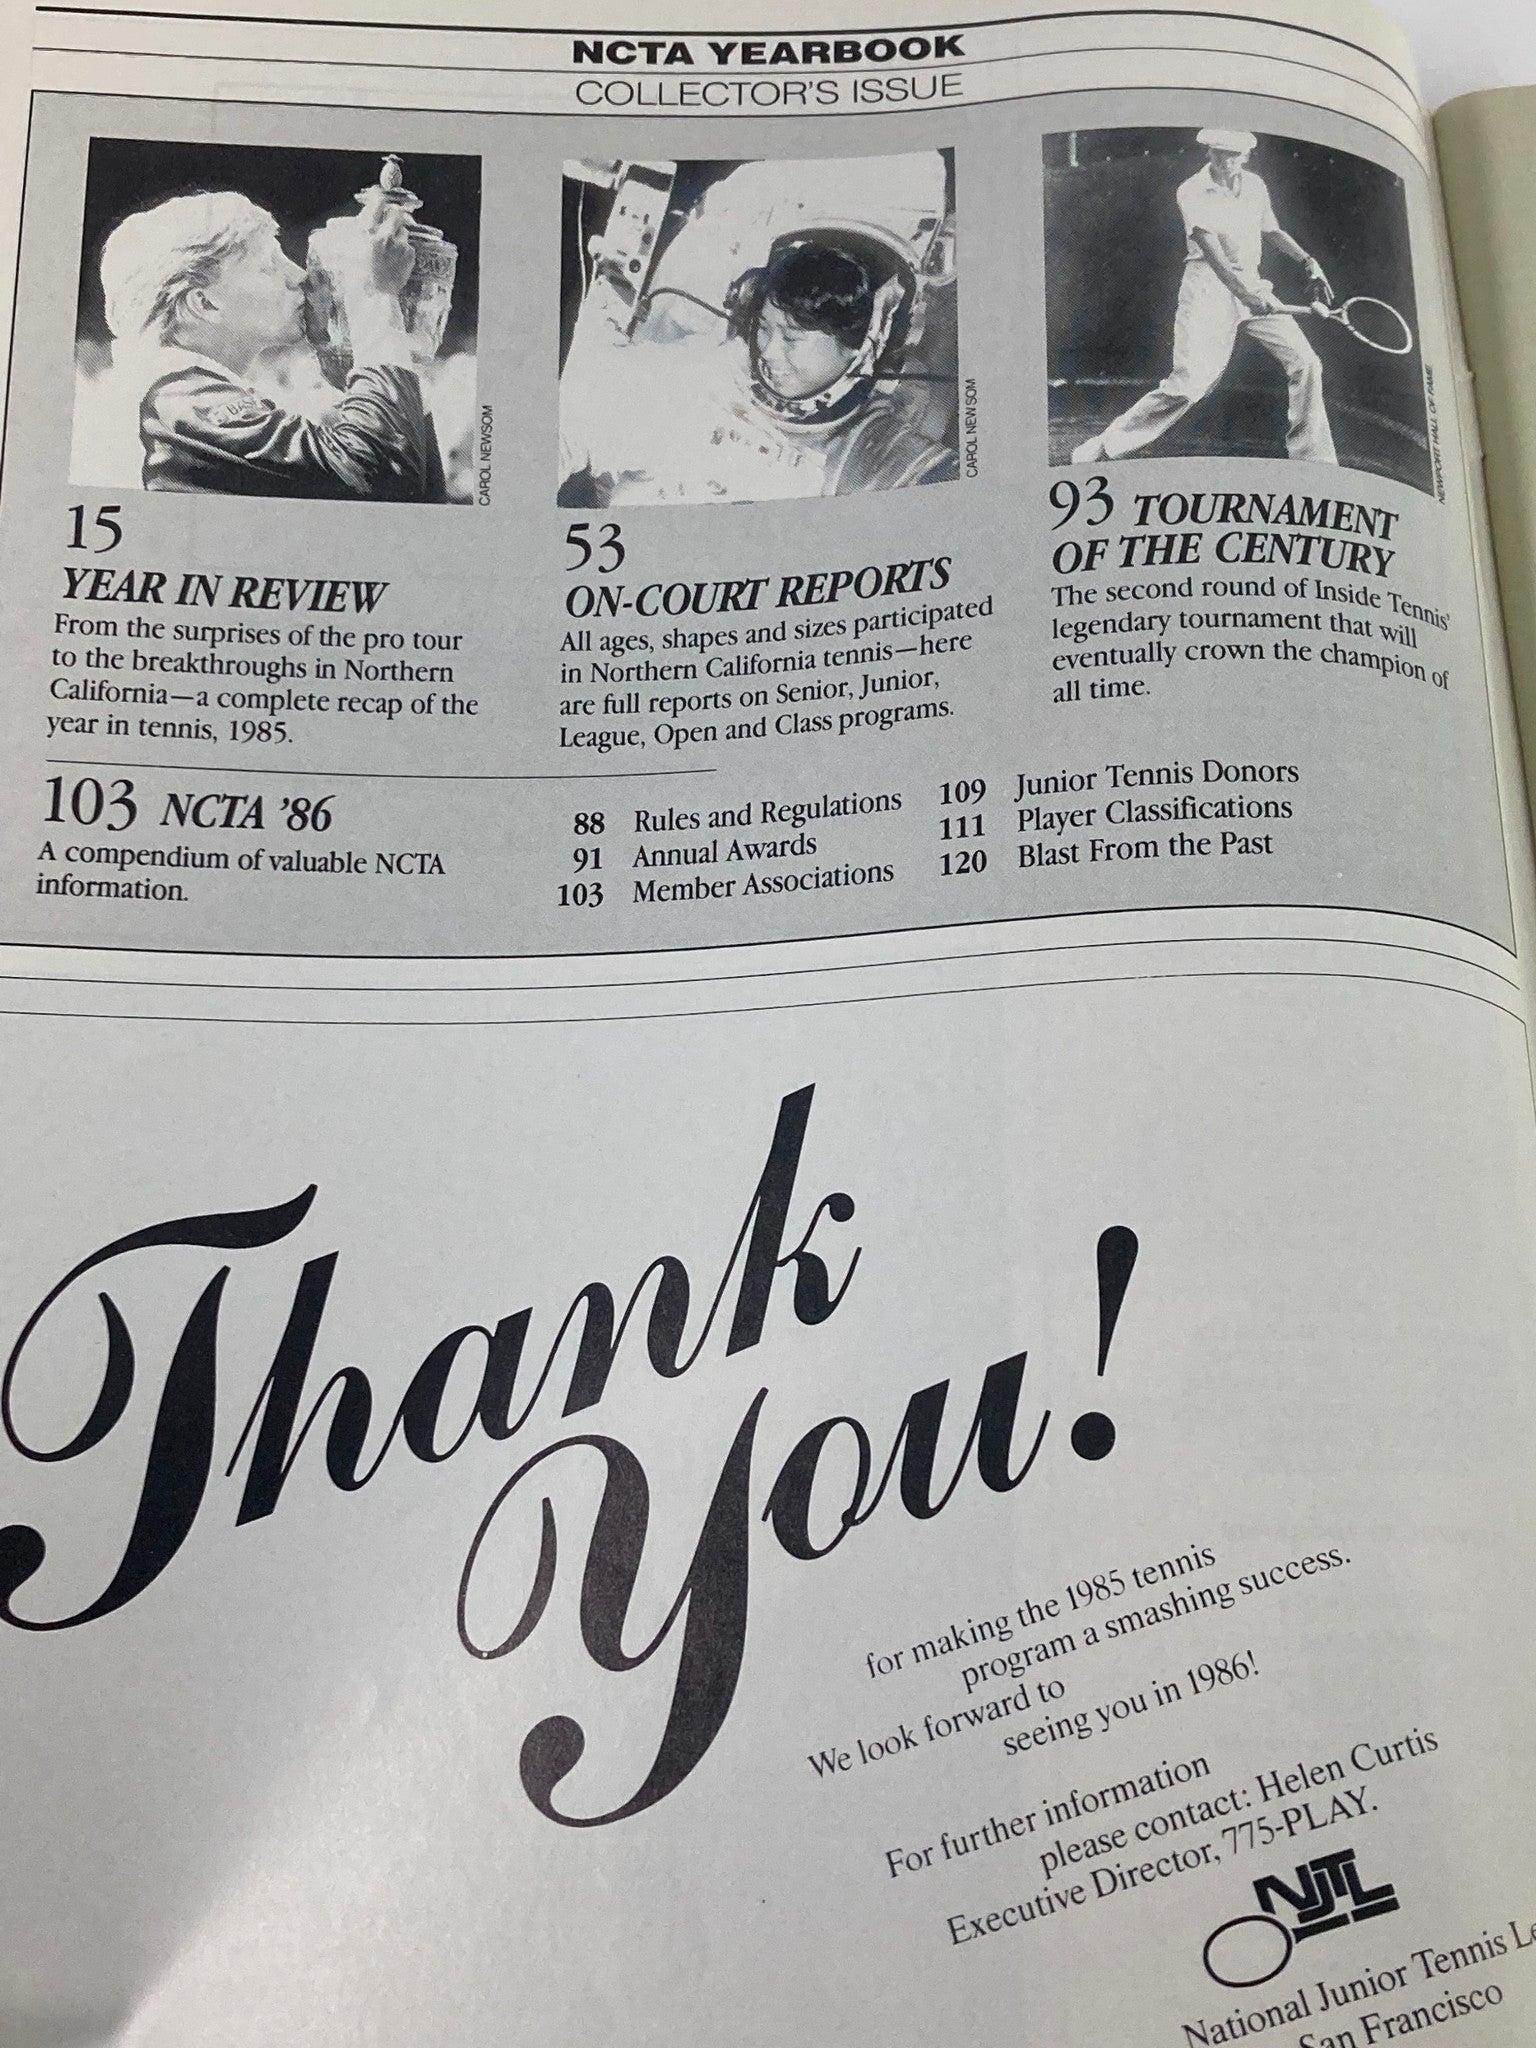 NCTA YEARBOOK
COLLECTOR'S ISSUE
BASF
CAROL NEWSOM
CAROL NEWSOM
NEWPORT HALL OF FAME
15
YEAR IN REVIEW
From the surprises of the pro tour
to the breakthroughs in Northern
California—a complete recap of the
year in tennis, 1985.
53
ON-COURT REPORTS
All ages, shapes and sizes participated
in Northern California tennis—here
are full reports on Senior, Junior,
League, Open and Class programs.
93 TOURNAMENT
OF THE CENTURY
The second round of Inside Tennis'
legendary tournament that will
eventually crown the champion of
all time.
103 NCTA '86
A compendium of valuable NCTA
information.
88 Rules and Regulations
91 Annual Awards
103 Member Associations
109 Junior Tennis Donors
111 Player Classifications
120 Blast From the Past
Thank
You!
for making the 1985 tennis
program a smashing success.
We look forward to
seeing you in 1986!
For further information
please contact: Helen Curtis
Executive Director, 775-PLAY.
NJTL
National Junior Tennis
San Francisco